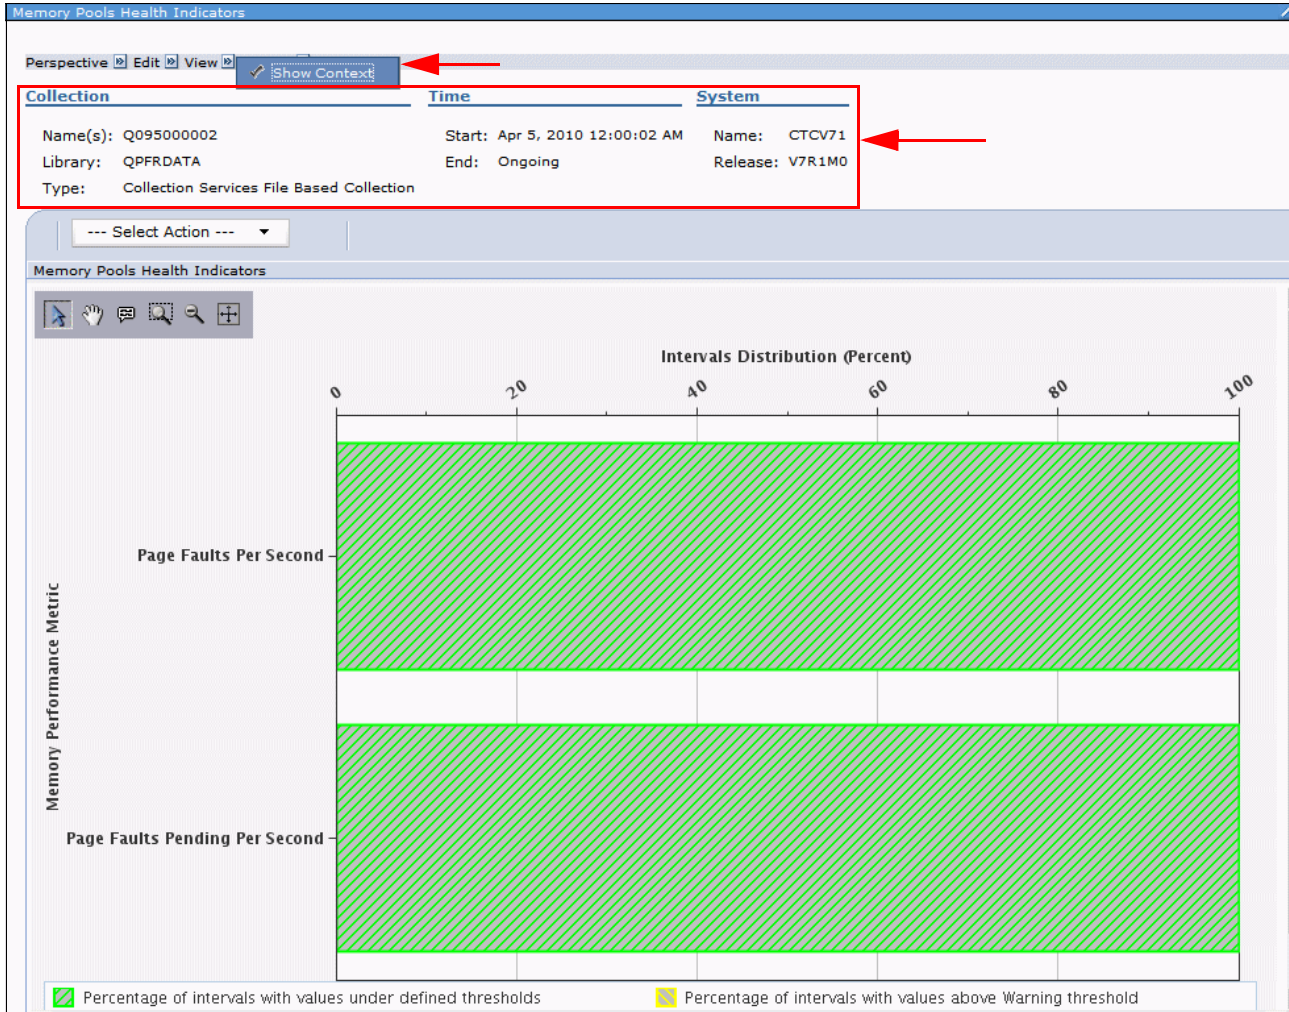 Memory Pools Health Indicators
Perspective Edit View
Show Context
Collection Time System
Name(s): Q095000002 Start: Apr 5, 2010 12:00:02 AM Name: CTCV71
Library: QPFRDATA End: Ongoing Release: V7R1M0
Type: Collection Services File Based Collection
--- Select Action ---
Memory Pools Health Indicators
Intervals Distribution (Percent)
0 20 40 60 80 100
Page Faults Per Second
Memory Performance Metric
Page Faults Pending Per Second
Percentage of intervals with values under defined thresholds Percentage of intervals with values above Warning threshold